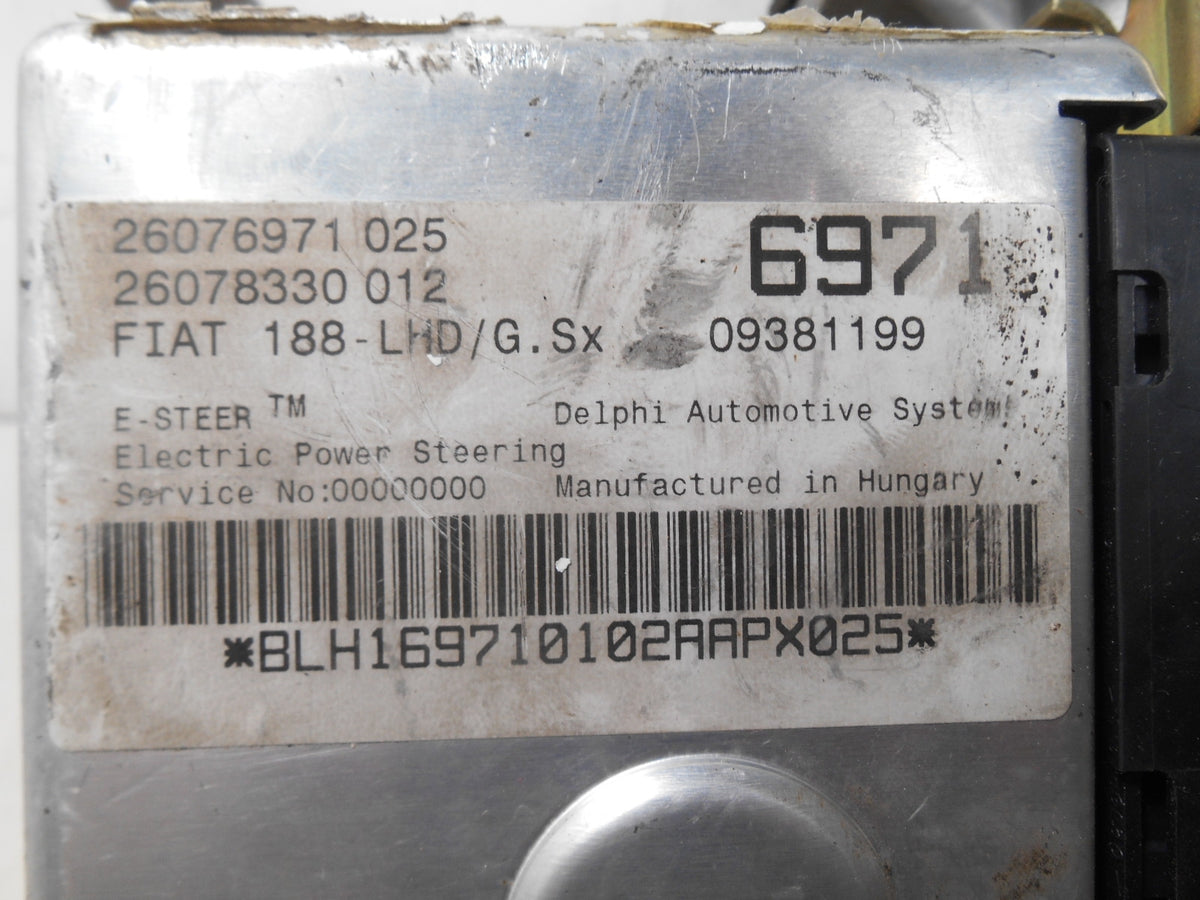 26076971 025 6971
26078330 012
FIAT 188-LHD/G.Sx 09381199
E-STEER TM Delphi Automotive Systems
Electric Power Steering
Service No:00000000 Manufactured in Hungary
*BLH169710102AAPX025*